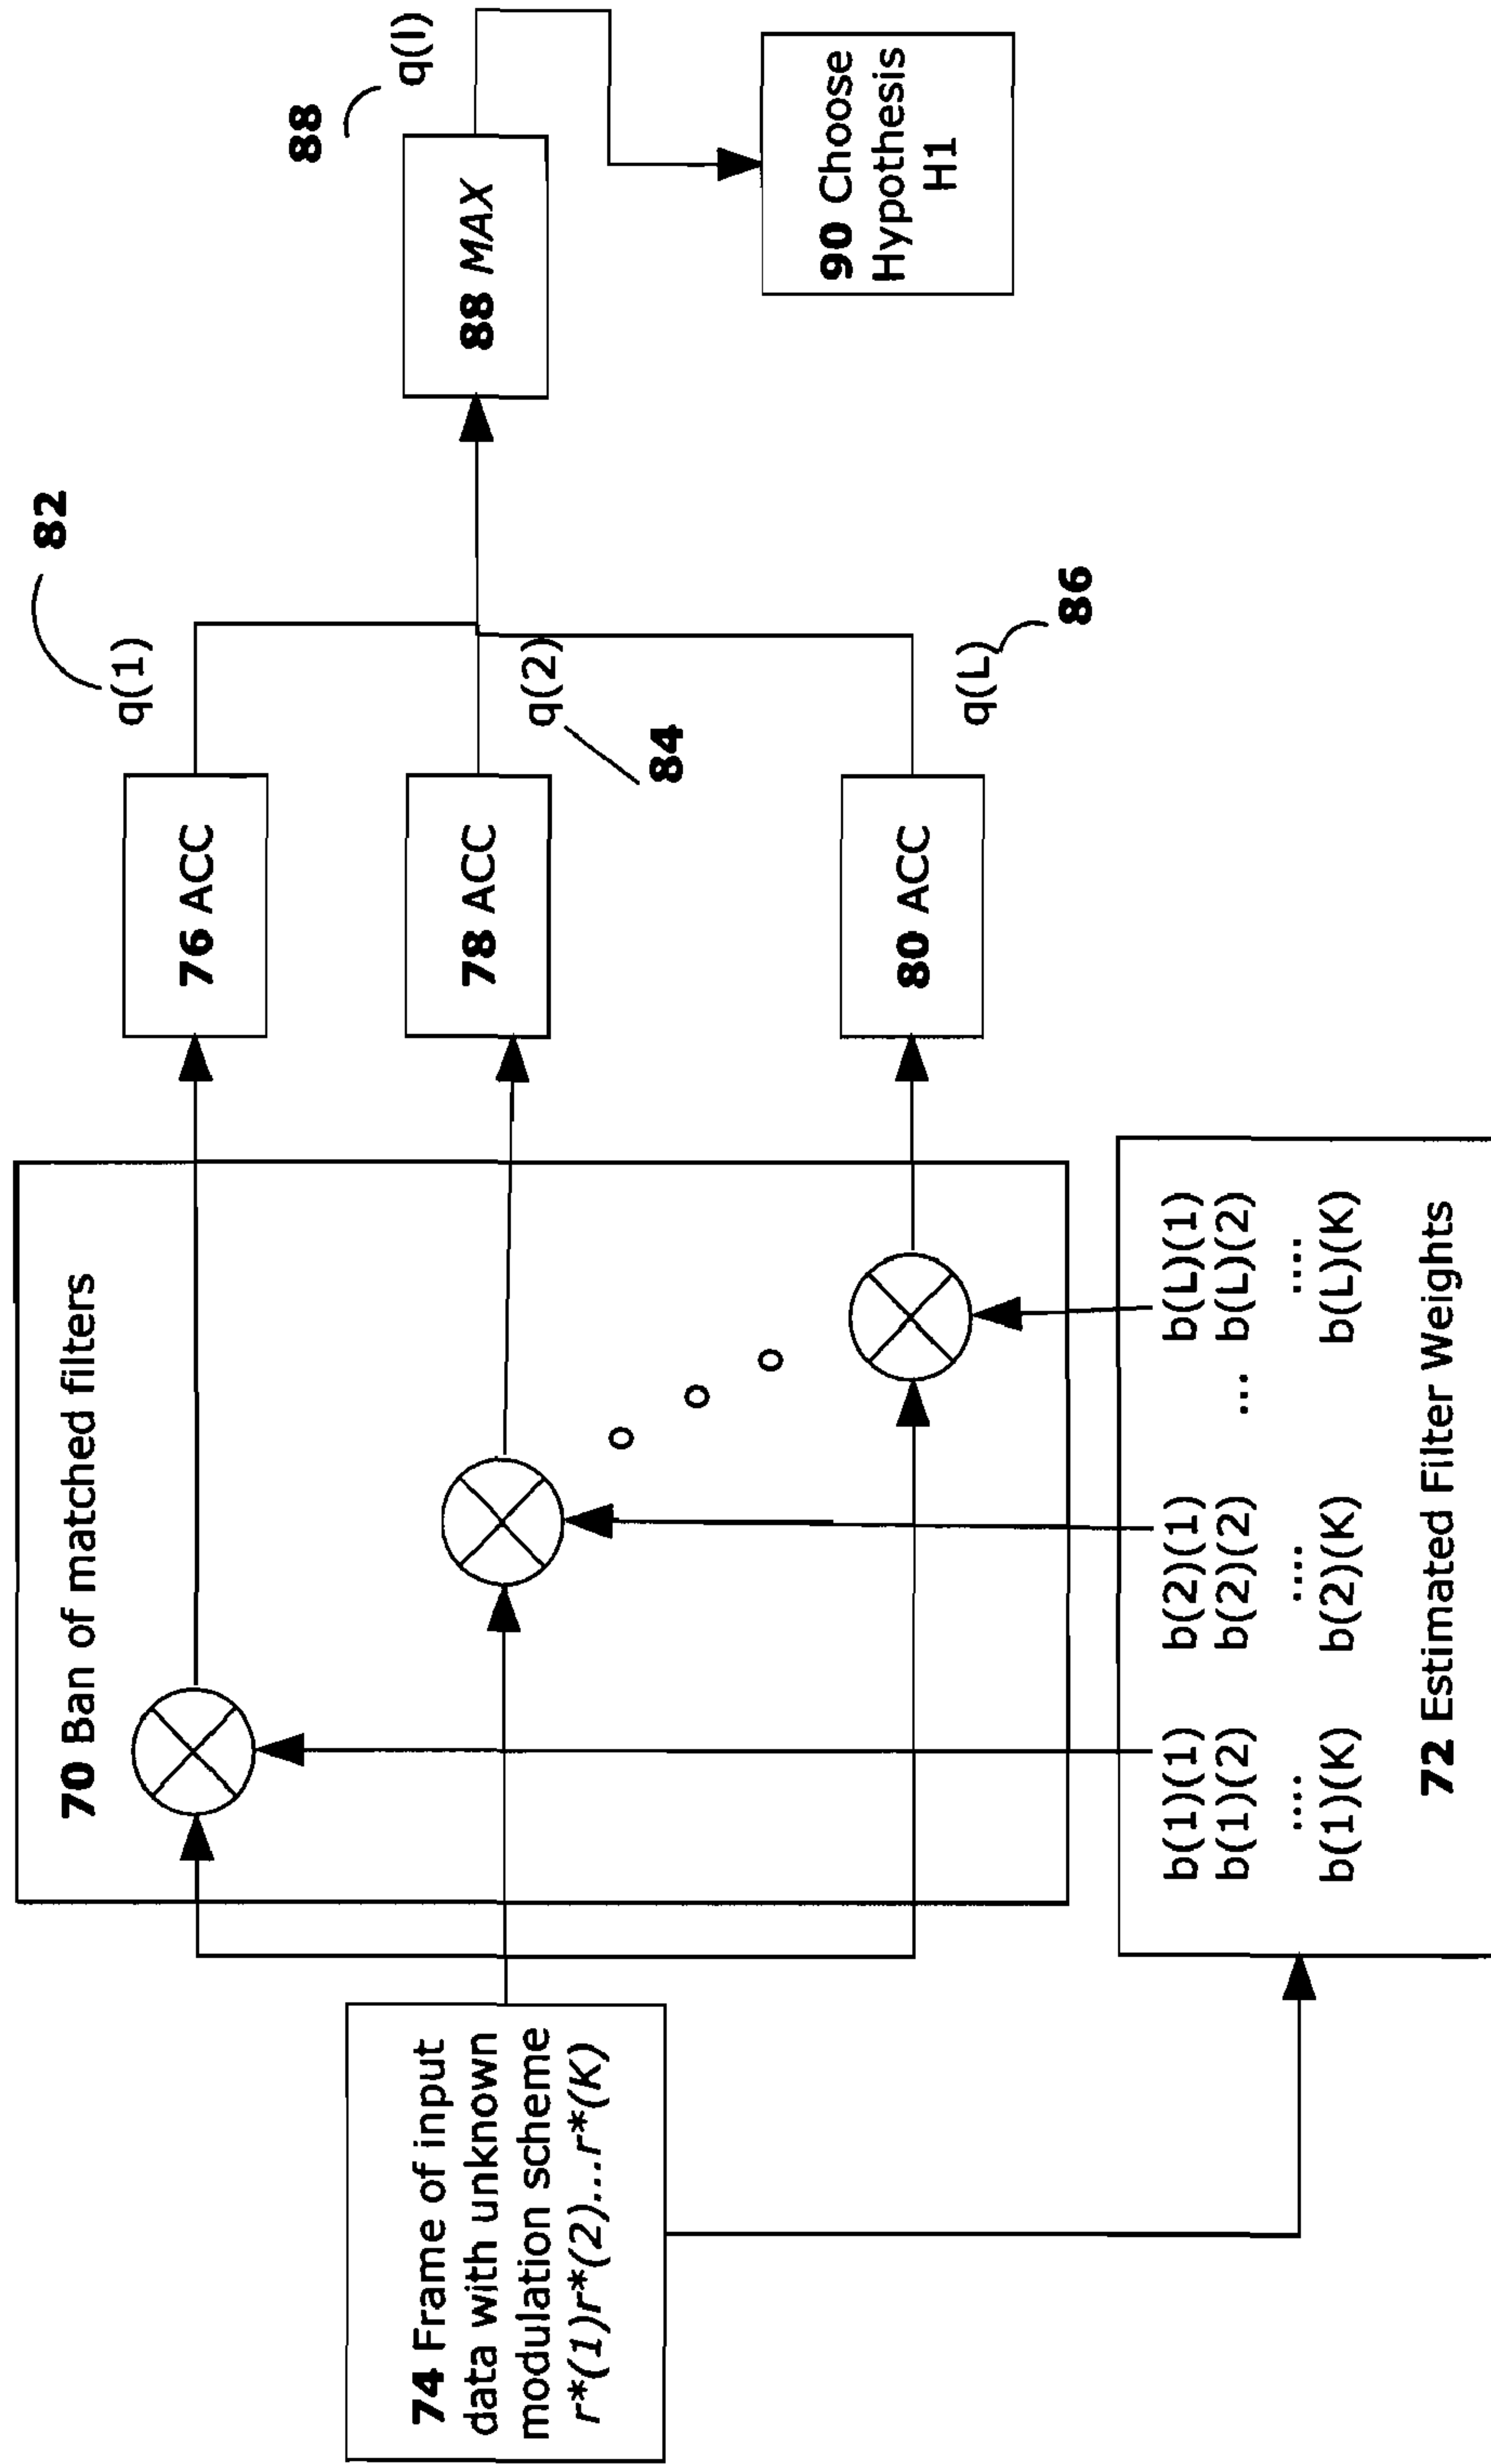 70 Ban of matched filters
74 Frame of input
data with unknown
modulation scheme
r*(1)r*(2)...r*(K)
76 ACC
78 ACC
80 ACC
q(1)
82
q(2)
84
q(L)
86
88 MAX
88
q(l)
90 Choose
Hypothesis
H1
b(1)(1) b(2)(1) b(L)(1)
b(1)(2) b(2)(2) ... b(L)(2)
.... .... ....
b(1)(K) b(2)(K) b(L)(K)
72 Estimated Filter Weights